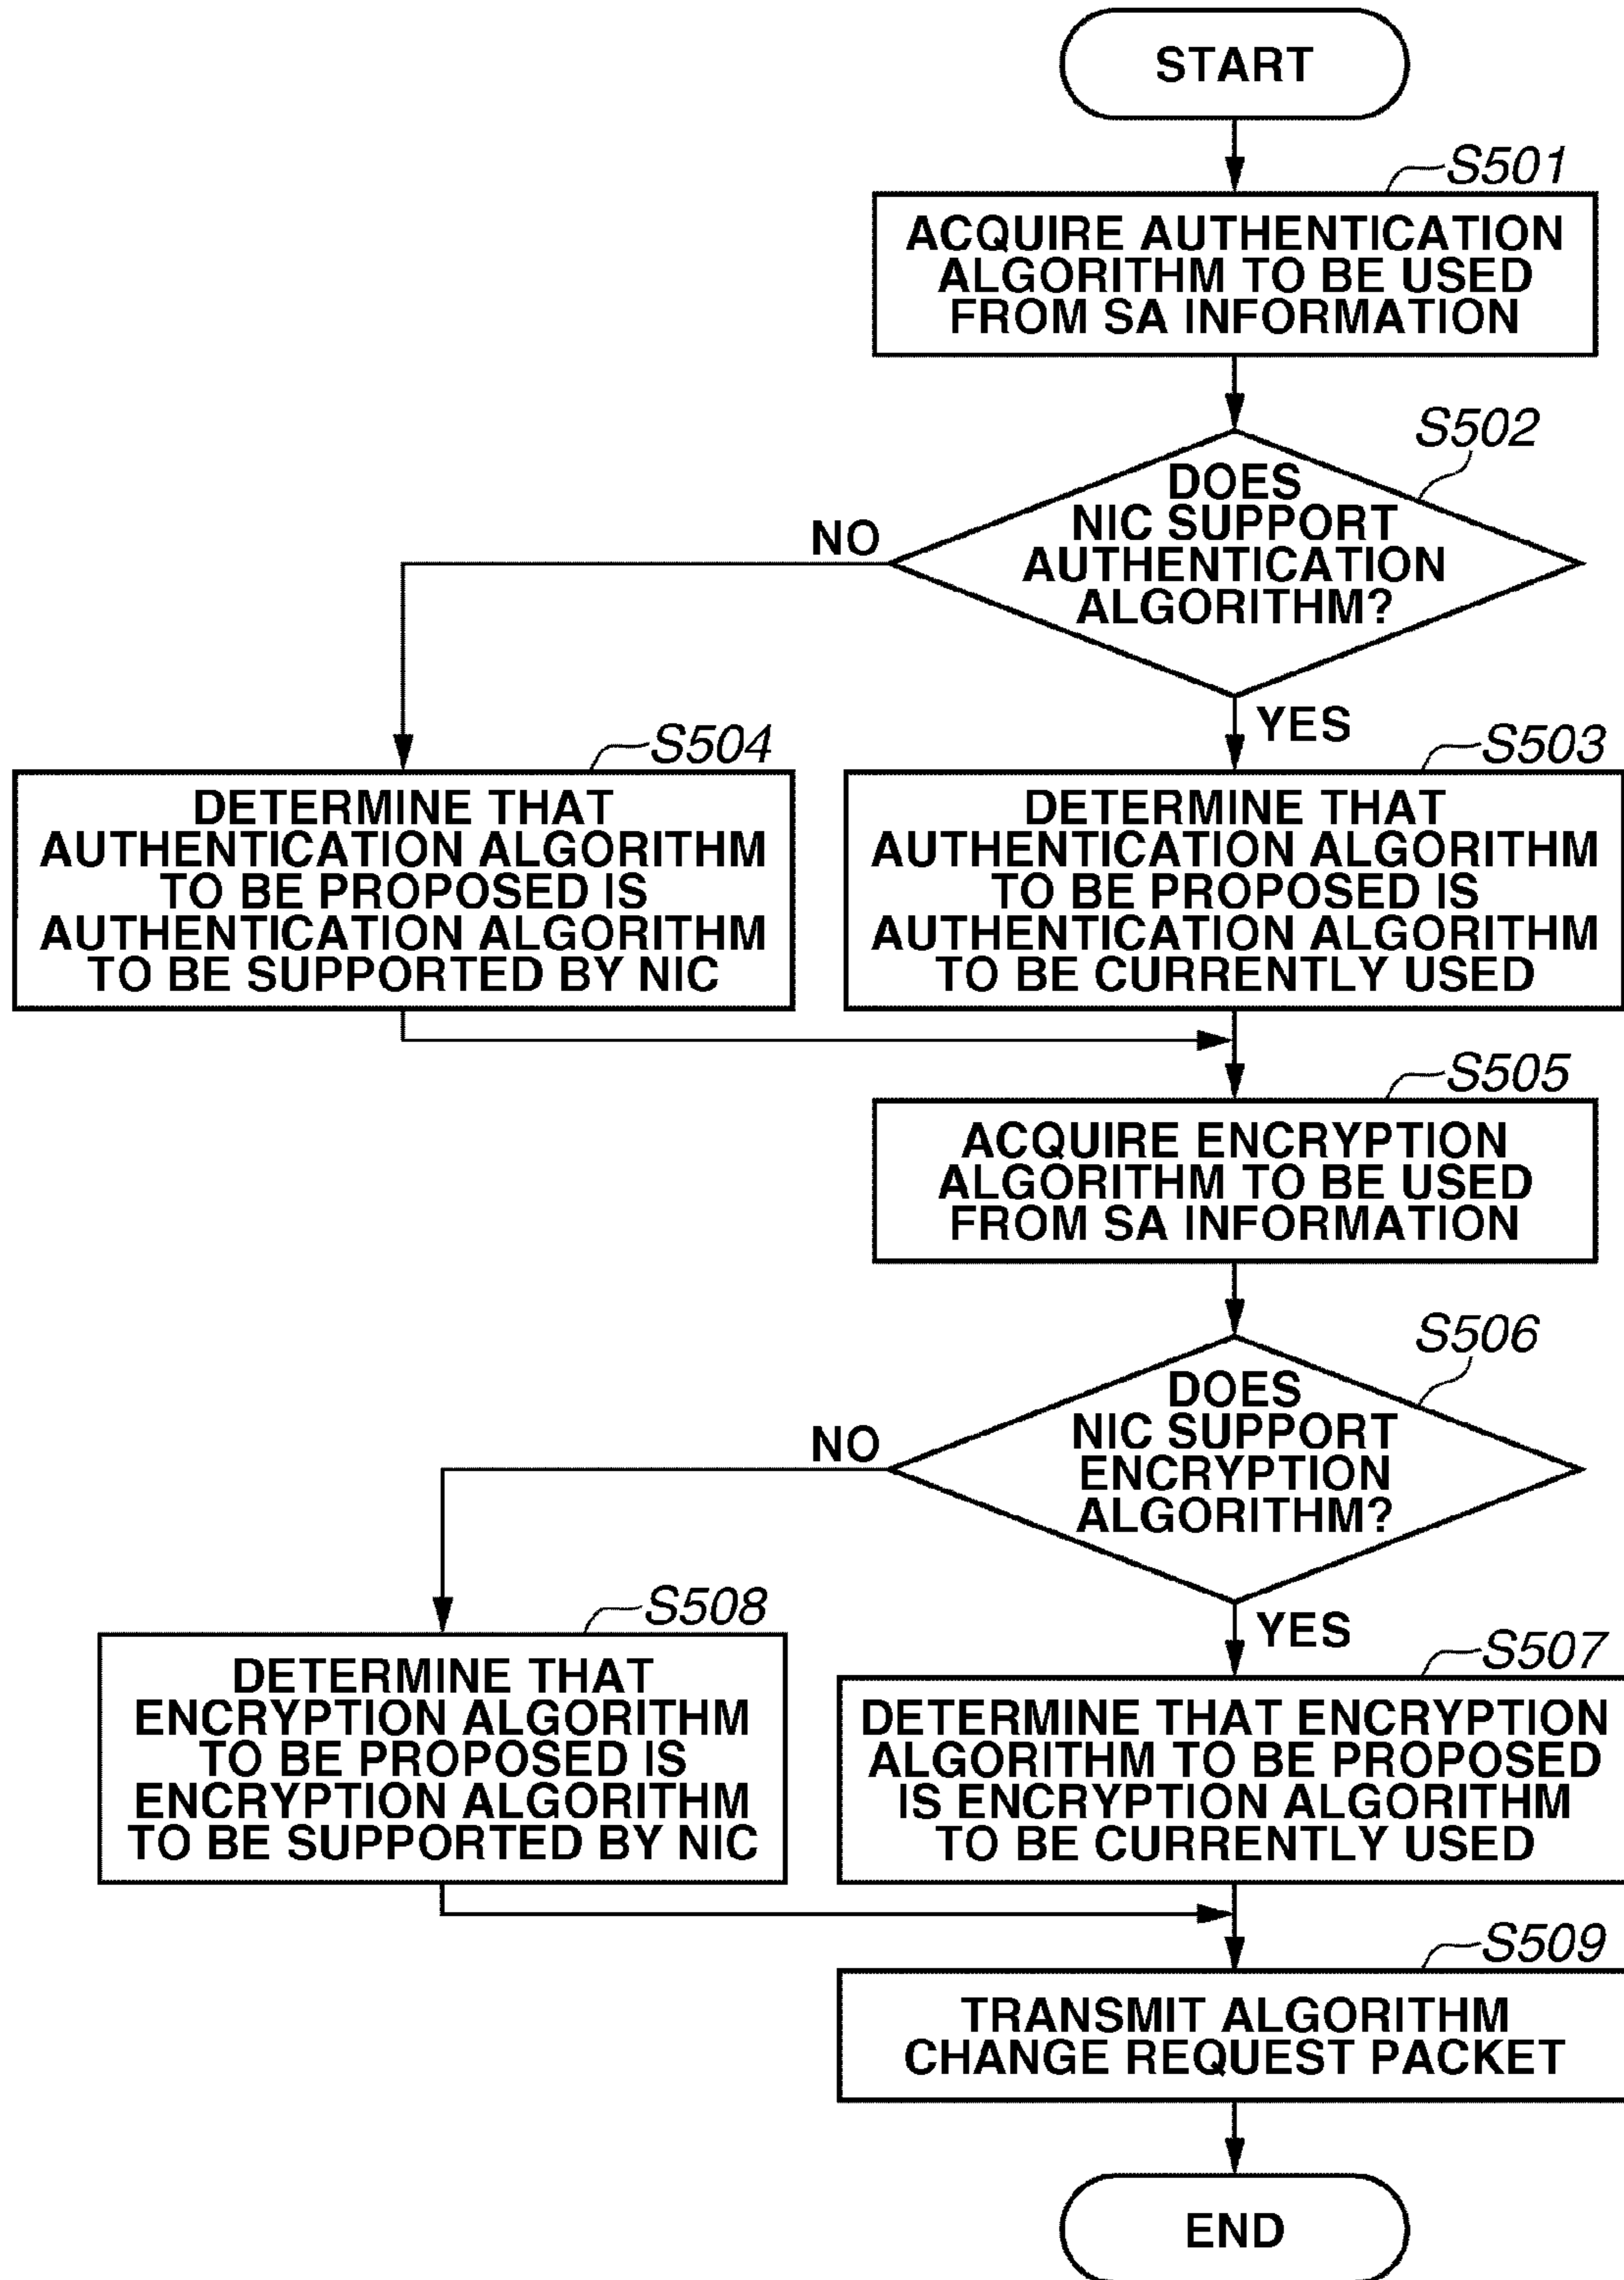 START
S501
ACQUIRE AUTHENTICATION
ALGORITHM TO BE USED
FROM SA INFORMATION
S502
DOES
NIC SUPPORT
AUTHENTICATION
ALGORITHM?
NO
YES
S504
DETERMINE THAT
AUTHENTICATION ALGORITHM
TO BE PROPOSED IS
AUTHENTICATION ALGORITHM
TO BE SUPPORTED BY NIC
S503
DETERMINE THAT
AUTHENTICATION ALGORITHM
TO BE PROPOSED IS
AUTHENTICATION ALGORITHM
TO BE CURRENTLY USED
S505
ACQUIRE ENCRYPTION
ALGORITHM TO BE USED
FROM SA INFORMATION
S506
DOES
NIC SUPPORT
ENCRYPTION
ALGORITHM?
NO
YES
S508
DETERMINE THAT
ENCRYPTION ALGORITHM
TO BE PROPOSED IS
ENCRYPTION ALGORITHM
TO BE SUPPORTED BY NIC
S507
DETERMINE THAT ENCRYPTION
ALGORITHM TO BE PROPOSED
IS ENCRYPTION ALGORITHM
TO BE CURRENTLY USED
S509
TRANSMIT ALGORITHM
CHANGE REQUEST PACKET
END